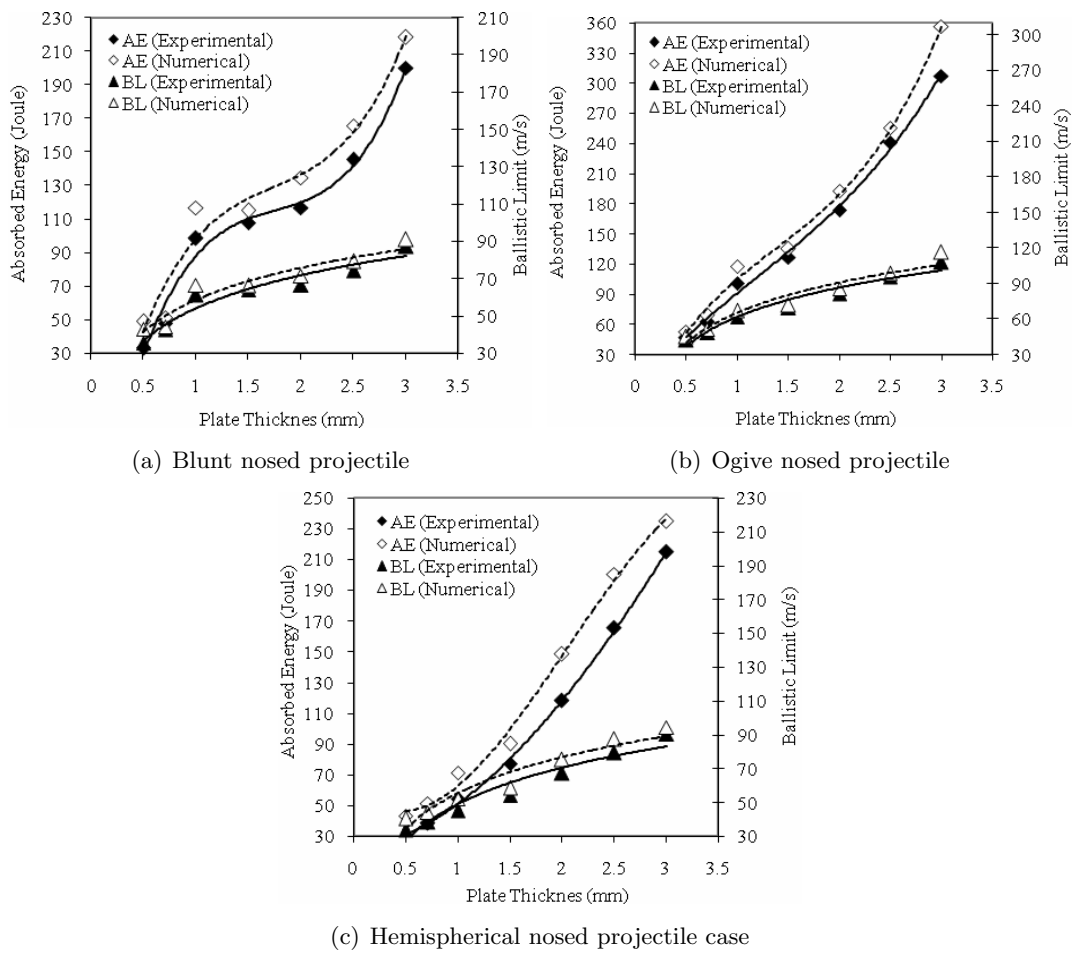 AE (Experimental)
AE (Numerical)
BL (Experimental)
BL (Numerical)
Absorbed Energy (Joule)
230
210
190
170
150
130
110
90
70
50
30
Ballistic Limit (m/s)
210
190
170
150
130
110
90
70
50
30
0 0.5 1 1.5 2 2.5 3 3.5
Plate Thicknes (mm)
(a) Blunt nosed projectile
AE (Experimental)
AE (Numerical)
BL (Experimental)
BL (Numerical)
Absorbed Energy (Joule)
360
330
300
270
240
210
180
150
120
90
60
30
Ballistic Limit (m/s)
300
270
240
210
180
150
120
90
60
30
0 0.5 1 1.5 2 2.5 3 3.5
Plate Thicknes (mm)
(b) Ogive nosed projectile
AE (Experimental)
AE (Numerical)
BL (Experimental)
BL (Numerical)
Absorbed Energy (Joule)
250
230
210
190
170
150
130
110
90
70
50
30
Ballistic Limit (m/s)
230
210
190
170
150
130
110
90
70
50
30
0 0.5 1 1.5 2 2.5 3 3.5
Plate Thicknes (mm)
(c) Hemispherical nosed projectile case